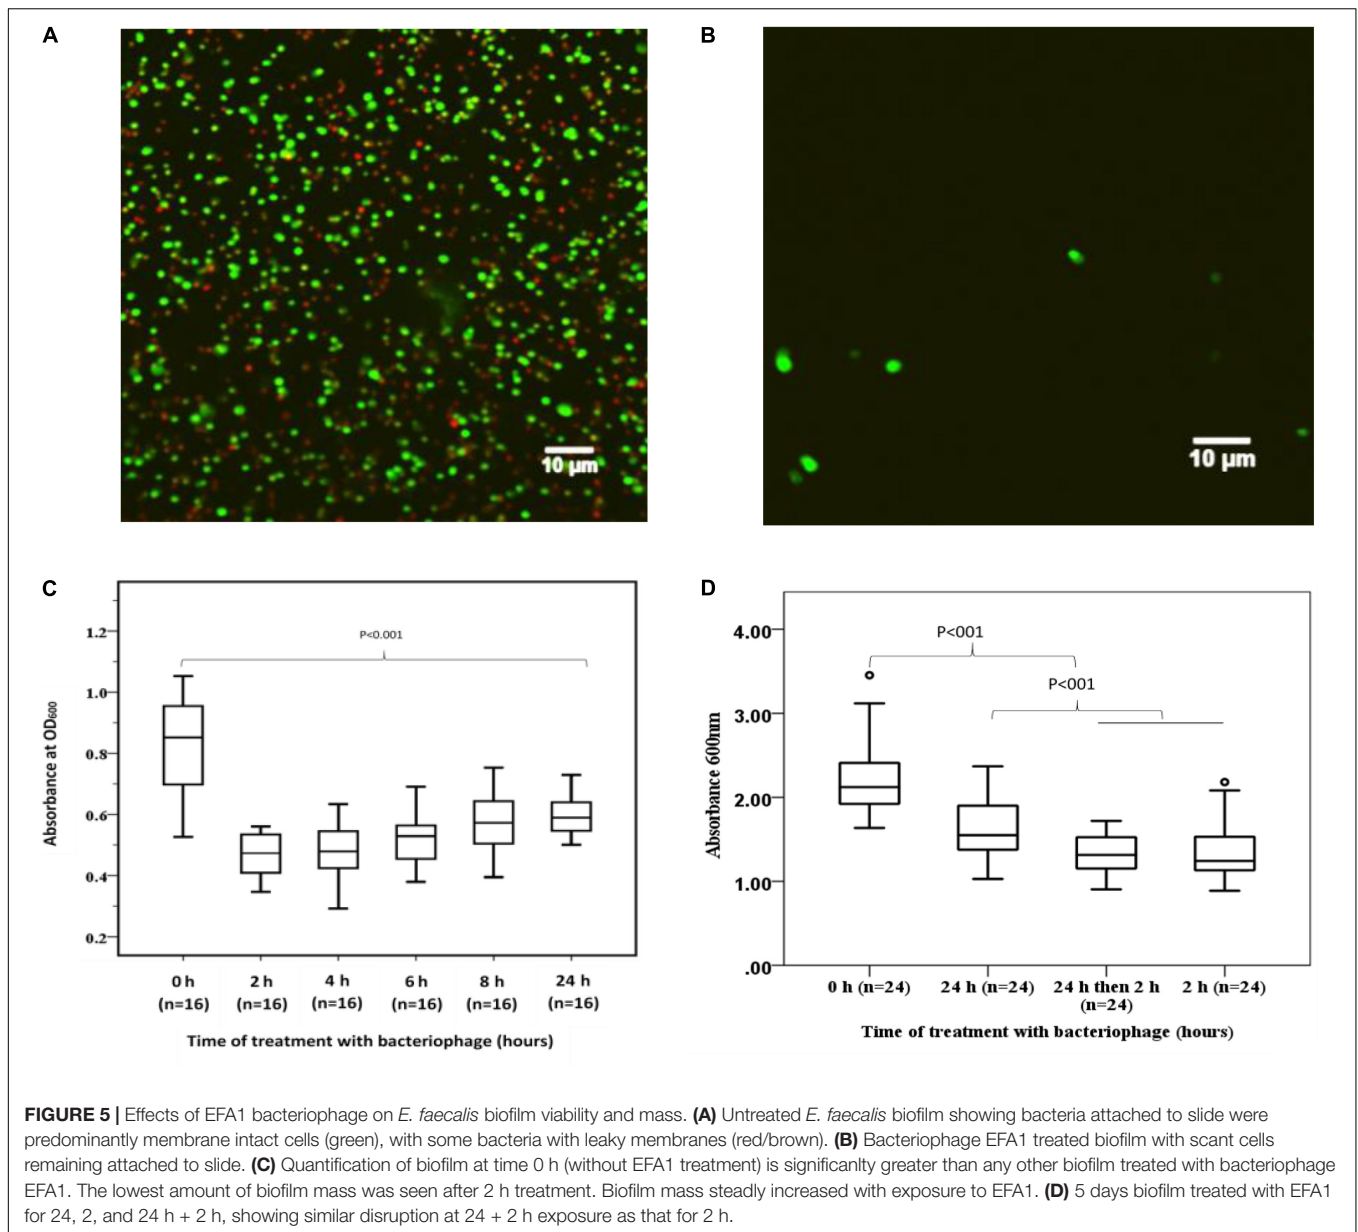 A
B
10 µm
10 µm
C
P<0.001
Absorbance at OD600
1.2
1.0
0.8
0.6
0.4
0.2
0 h
(n=16)
2 h
(n=16)
4 h
(n=16)
6 h
(n=16)
8 h
(n=16)
24 h
(n=16)
Time of treatment with bacteriophage (hours)
D
P<001
P<001
Absorbance 600nm
4.00
3.00
2.00
1.00
.00
0 h (n=24)
24 h (n=24)
24 h then 2 h
(n=24)
2 h (n=24)
Time of treatment with bacteriophage (hours)
FIGURE 5 | Effects of EFA1 bacteriophage on E. faecalis biofilm viability and mass. (A) Untreated E. faecalis biofilm showing bacteria attached to slide were
predominantly membrane intact cells (green), with some bacteria with leaky membranes (red/brown). (B) Bacteriophage EFA1 treated biofilm with scant cells
remaining attached to slide. (C) Quantification of biofilm at time 0 h (without EFA1 treatment) is significanlty greater than any other biofilm treated with bacteriophage
EFA1. The lowest amount of biofilm mass was seen after 2 h treatment. Biofilm mass steadily increased with exposure to EFA1. (D) 5 days biofilm treated with EFA1
for 24, 2, and 24 h + 2 h, showing similar disruption at 24 + 2 h exposure as that for 2 h.